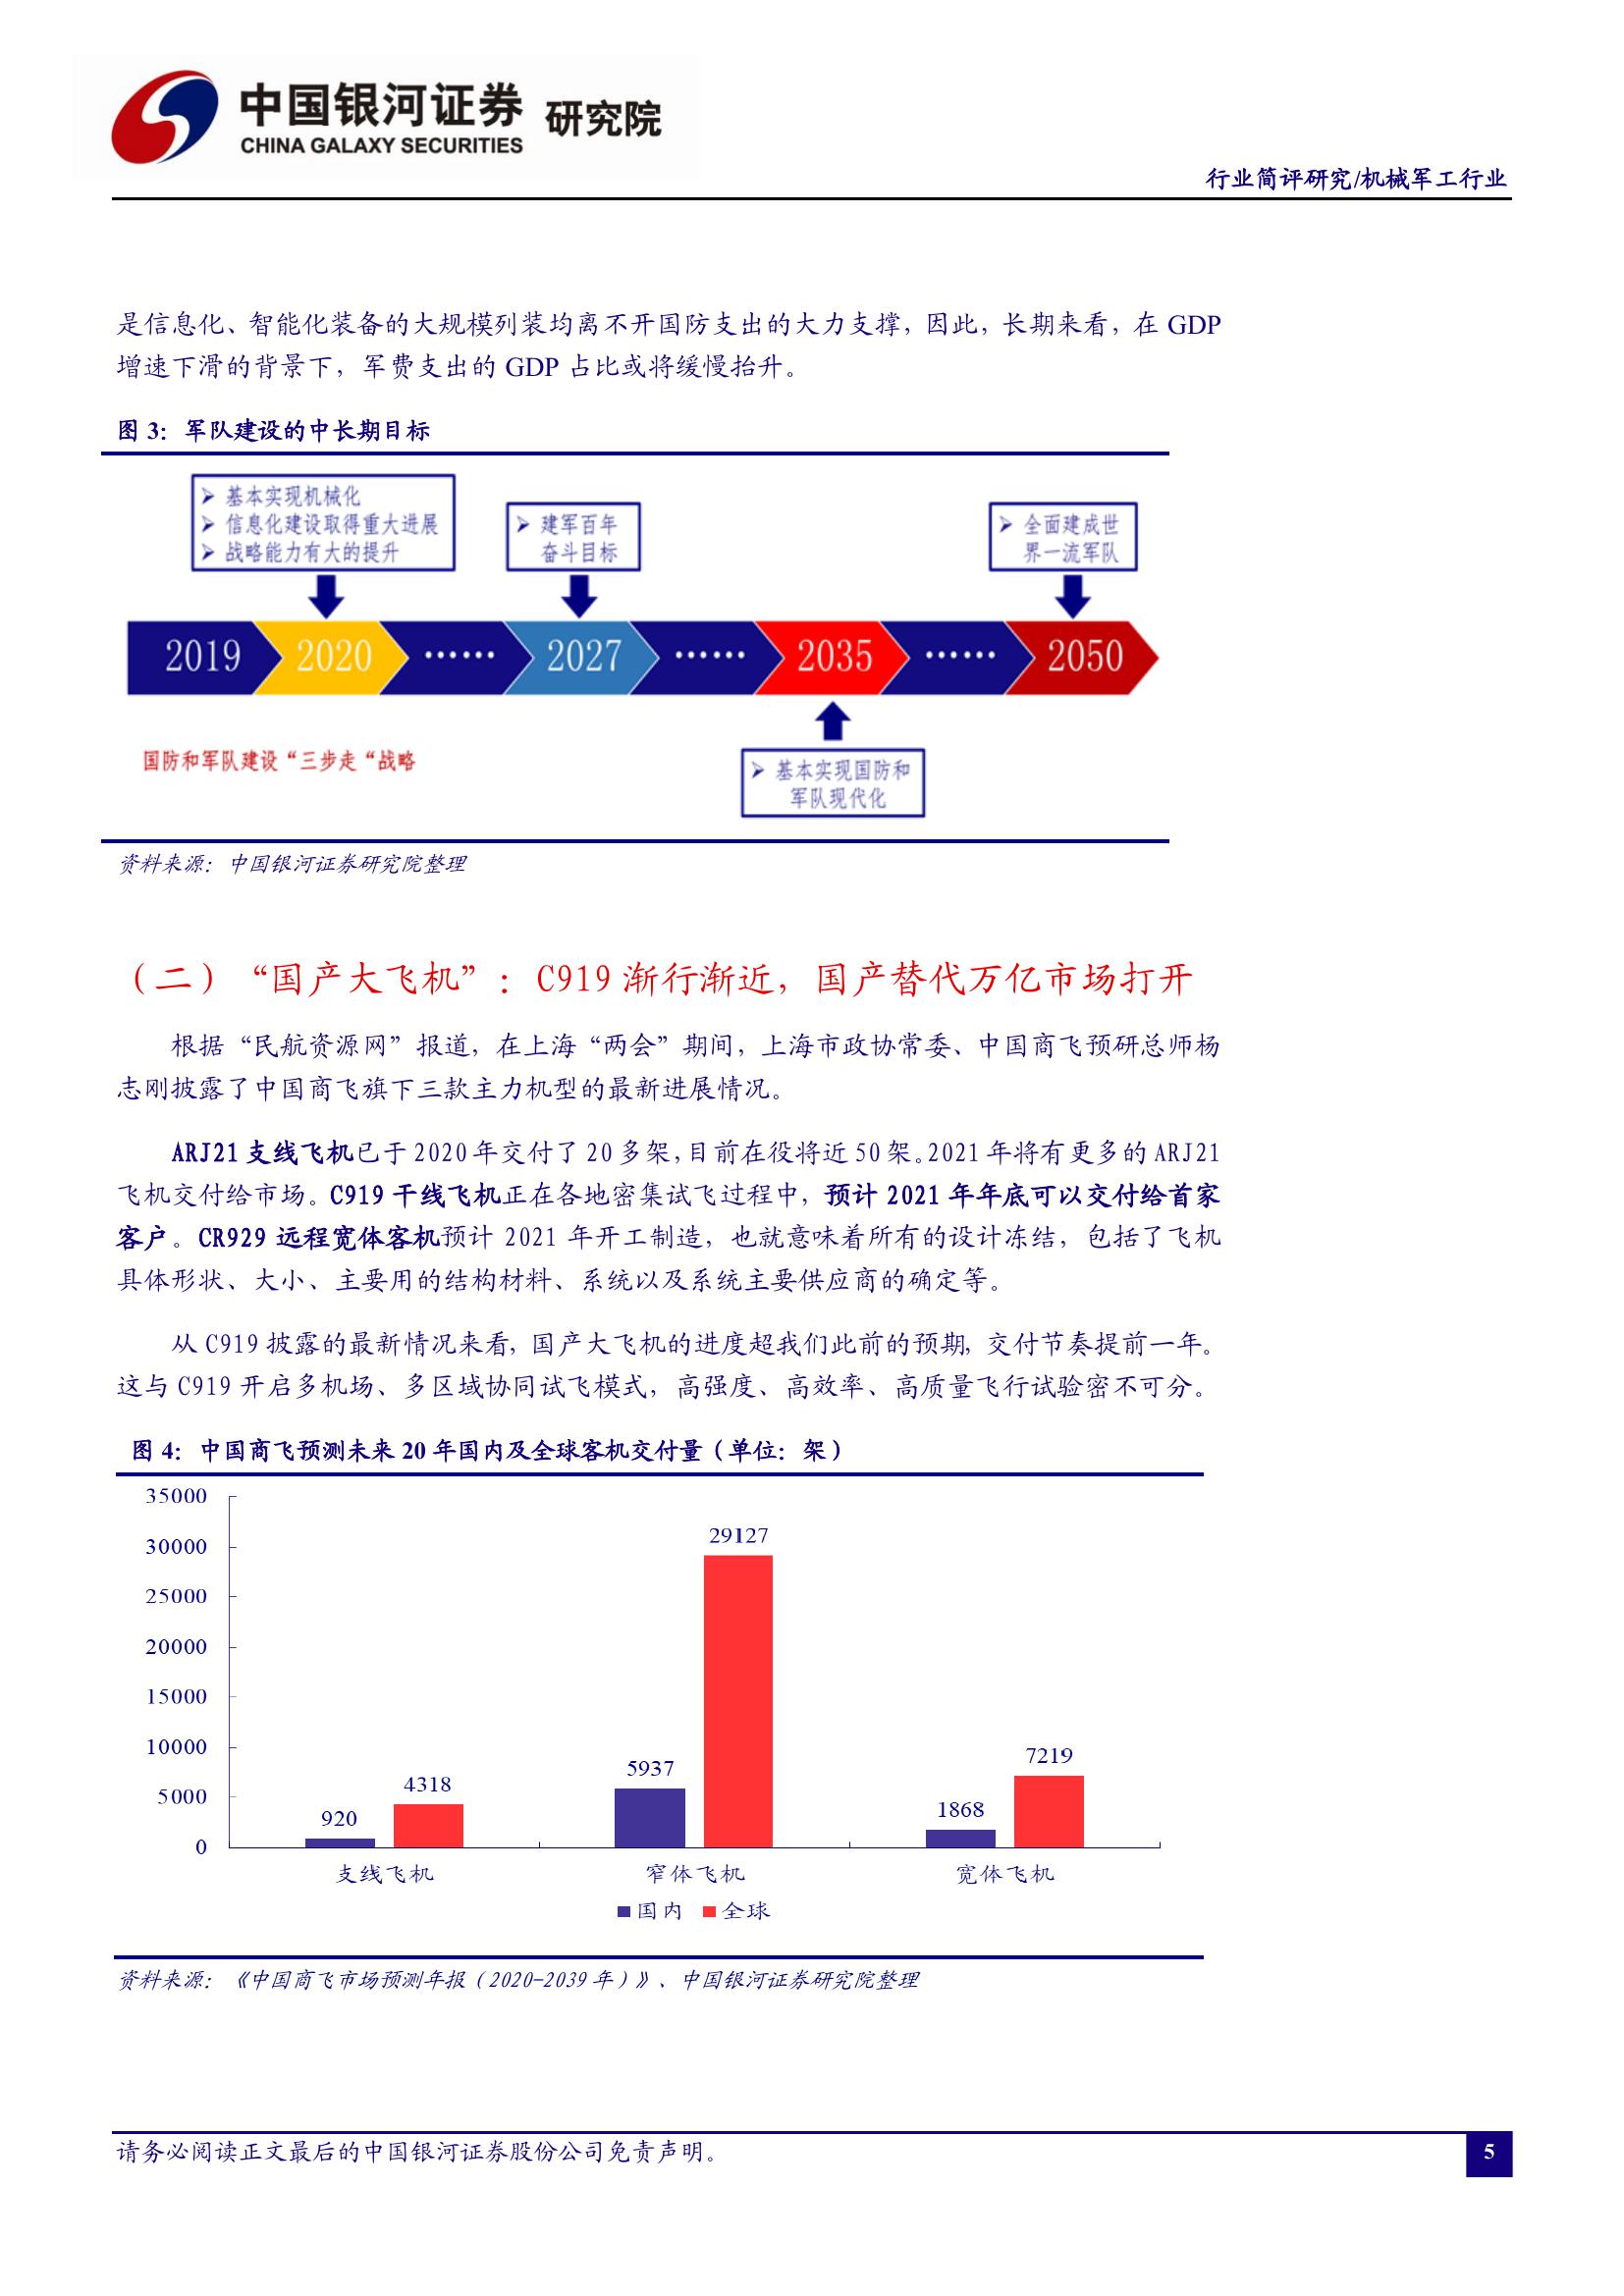 中国银河证券 研究院
CHINA GALAXY SECURITIES
行业简评研究/机械军工行业
是信息化、智能化装备的大规模列装均离不开国防支出的大力支撑，因此，长期来看，在 GDP
增速下滑的背景下，军费支出的 GDP 占比或将缓慢抬升。
图 3：军队建设的中长期目标
➢ 基本实现机械化
➢ 信息化建设取得重大进展
➢ 战略能力有大的提升
➢ 建军百年
奋斗目标
➢ 全面建成世
界一流军队
2019 2020 …… 2027 …… 2035 …… 2050
国防和军队建设“三步走“战略
➢ 基本实现国防和
军队现代化
资料来源：中国银河证券研究院整理
（二）“国产大飞机”：C919 渐行渐近，国产替代万亿市场打开
根据“民航资源网”报道，在上海“两会”期间，上海市政协常委、中国商飞预研总师杨
志刚披露了中国商飞旗下三款主力机型的最新进展情况。
ARJ21 支线飞机已于 2020 年交付了 20 多架，目前在役将近 50 架。2021 年将有更多的 ARJ21
飞机交付给市场。C919 干线飞机正在各地密集试飞过程中，预计 2021 年年底可以交付给首家
客户。CR929 远程宽体客机预计 2021 年开工制造，也就意味着所有的设计冻结，包括了飞机
具体形状、大小、主要用的结构材料、系统以及系统主要供应商的确定等。
从 C919 披露的最新情况来看，国产大飞机的进度超我们此前的预期，交付节奏提前一年。
这与 C919 开启多机场、多区域协同试飞模式，高强度、高效率、高质量飞行试验密不可分。
图 4：中国商飞预测未来 20 年国内及全球客机交付量（单位：架）
35000
30000
25000
20000
15000
10000
5000
0
920
4318
5937
29127
1868
7219
支线飞机 窄体飞机 宽体飞机
国内 全球
资料来源：《中国商飞市场预测年报（2020-2039 年）》、中国银河证券研究院整理
请务必阅读正文最后的中国银河证券股份公司免责声明。
5